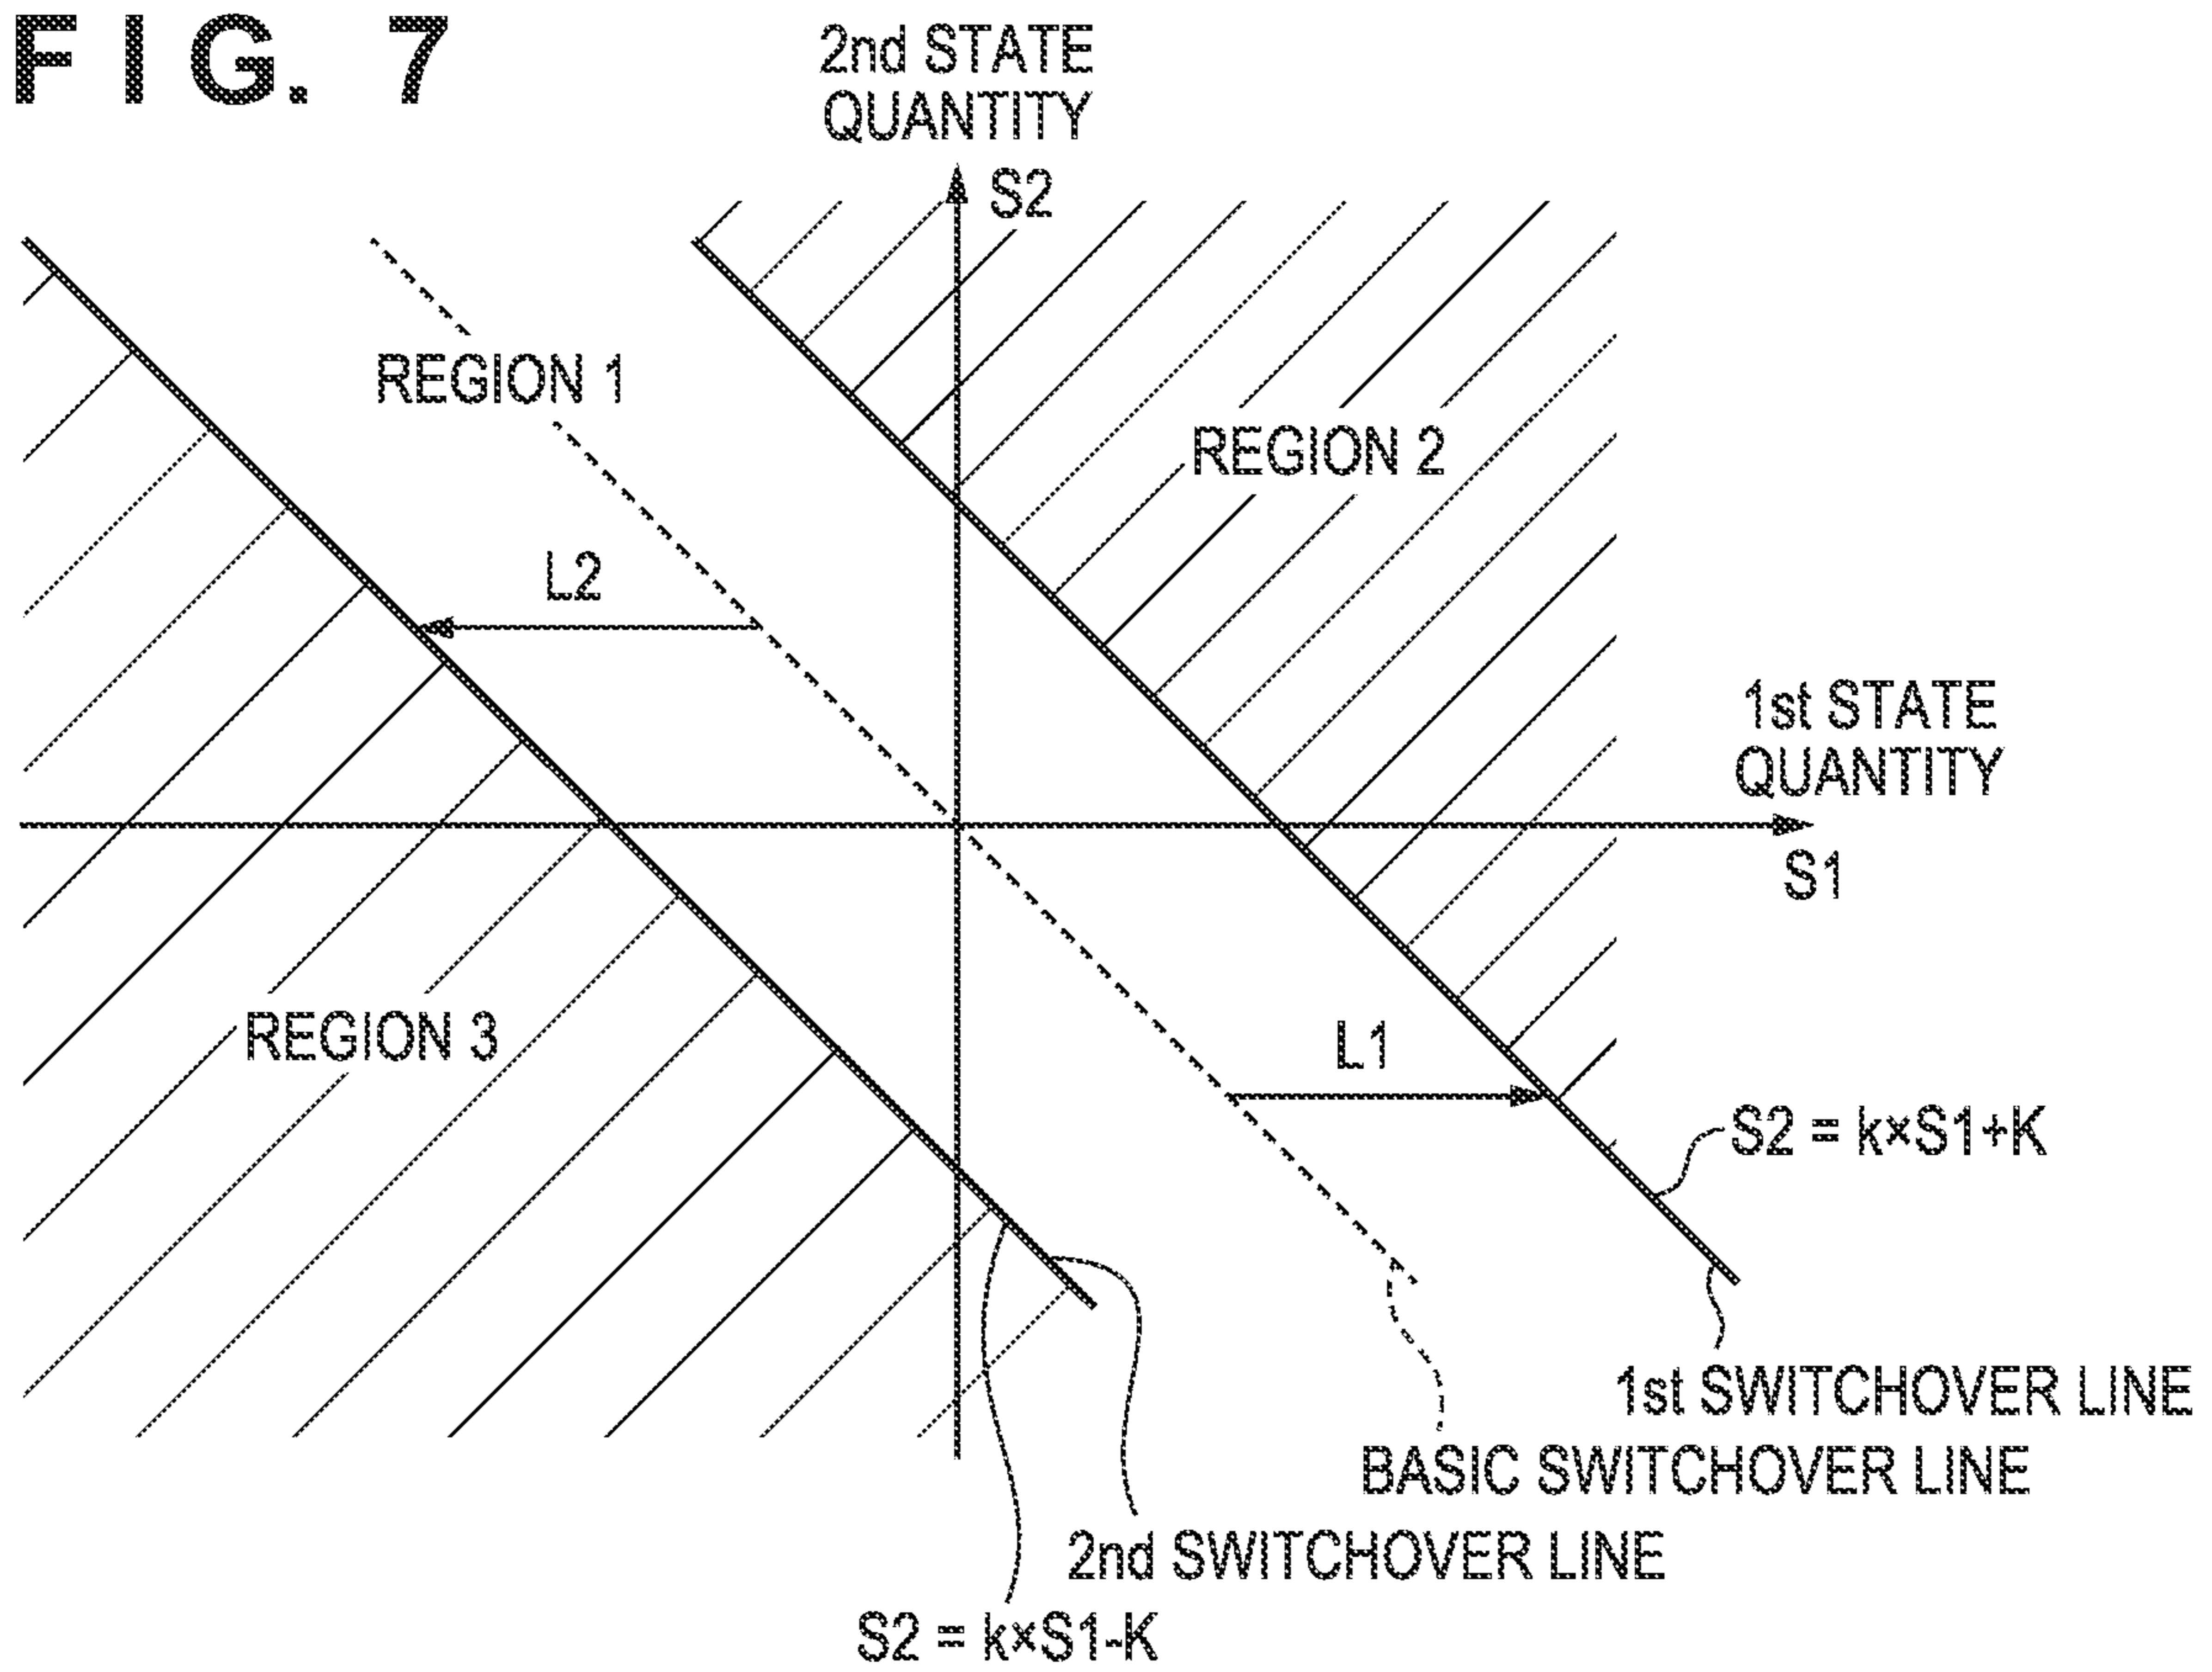 FIG. 7
2nd STATE
QUANTITY
S2
REGION 1
REGION 2
L2
1st STATE
QUANTITY
S1
REGION 3
L1
S2 = k×S1+K
1st SWITCHOVER LINE
BASIC SWITCHOVER LINE
2nd SWITCHOVER LINE
S2 = k×S1-K